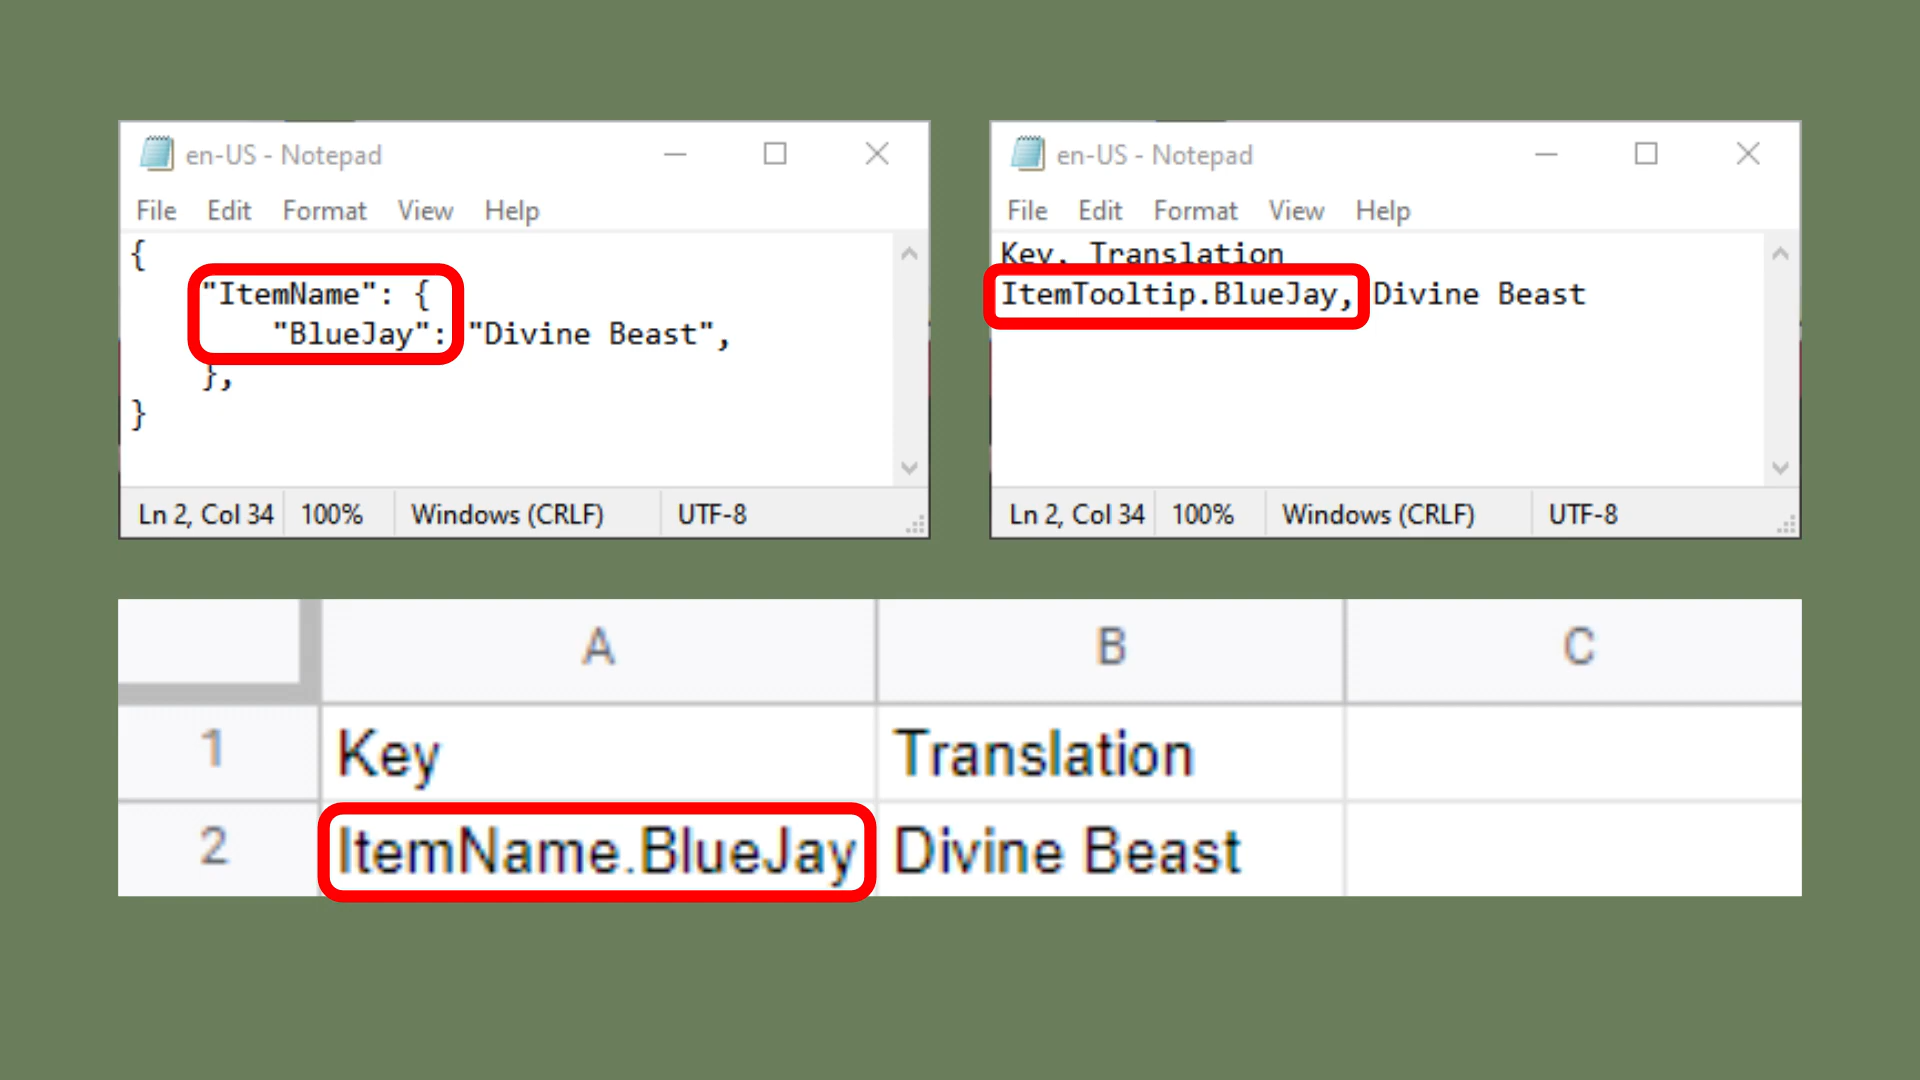 en-US - Notepad
File Edit Format View Help
{
"ItemName": {
"BlueJay": "Divine Beast",
},
}
Ln 2, Col 34 100% Windows (CRLF) UTF-8
en-US - Notepad
File Edit Format View Help
Key, Translation
ItemTooltip.BlueJay, Divine Beast
Ln 2, Col 34 100% Windows (CRLF) UTF-8
A B C
1 Key Translation
2 ItemName.BlueJay Divine Beast